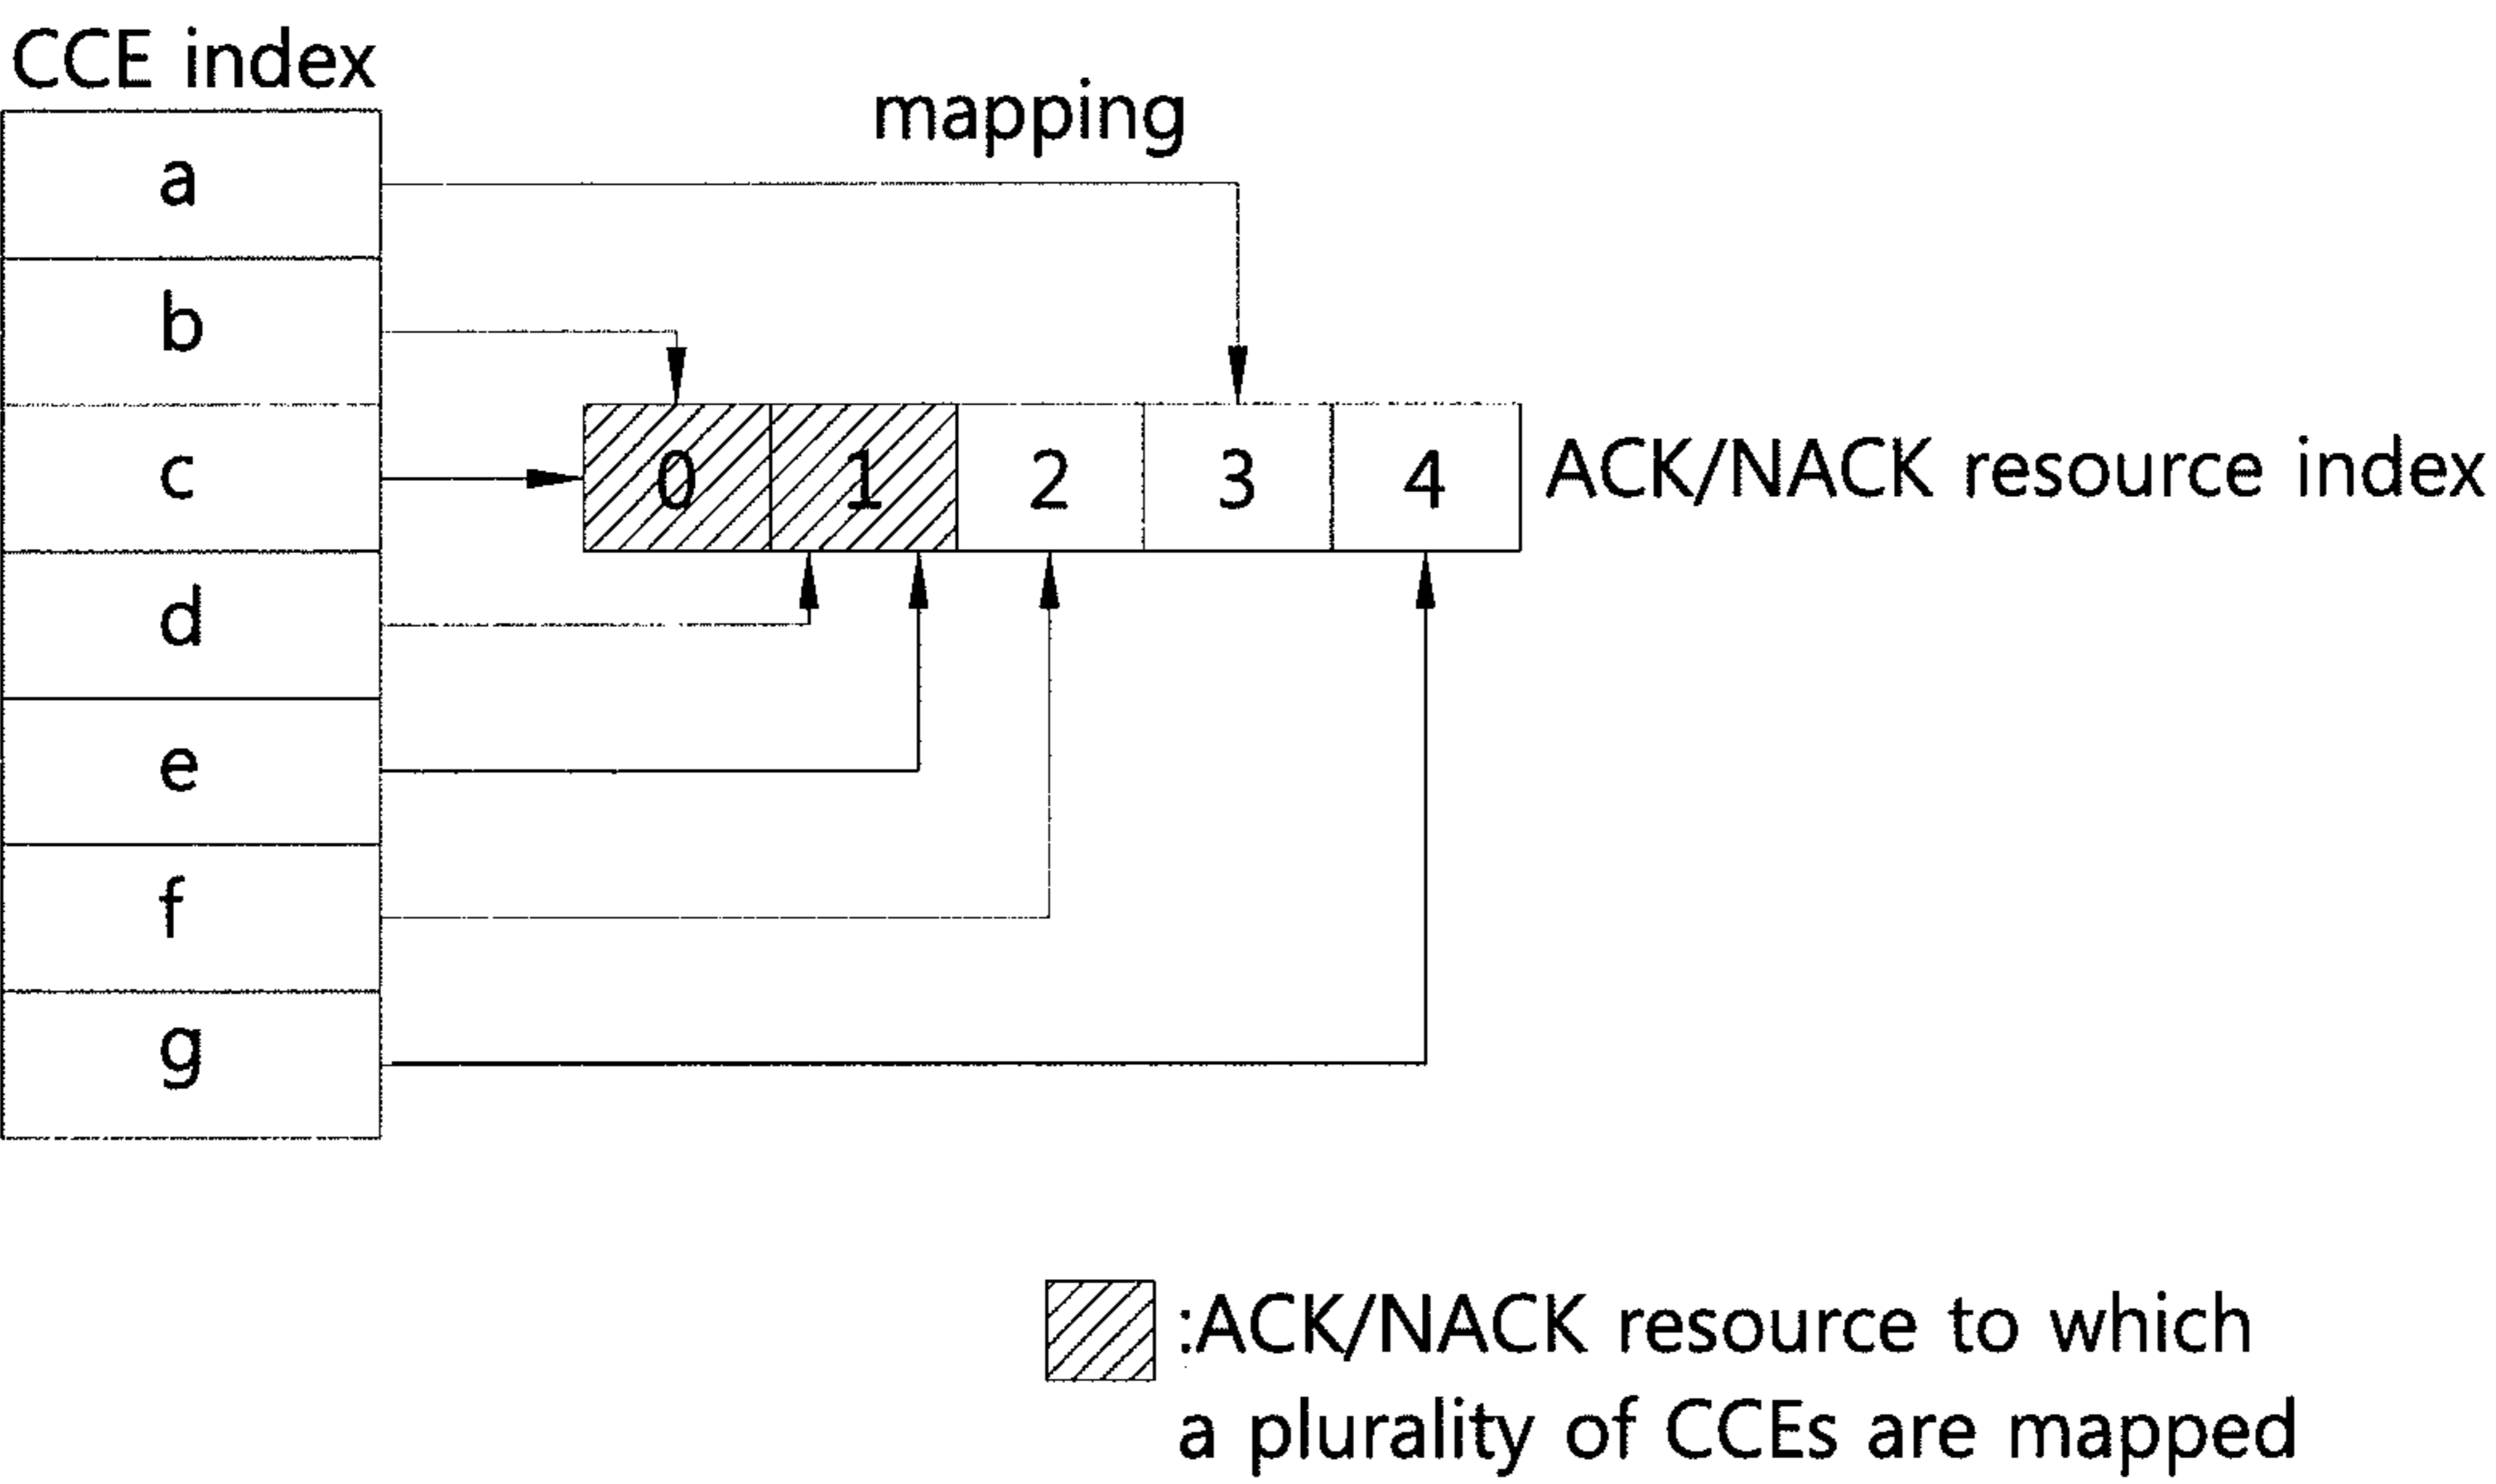 CCE index
mapping
a
b
c
0 1 2 3 4 ACK/NACK resource index
d
e
f
g
:ACK/NACK resource to which
a plurality of CCEs are mapped